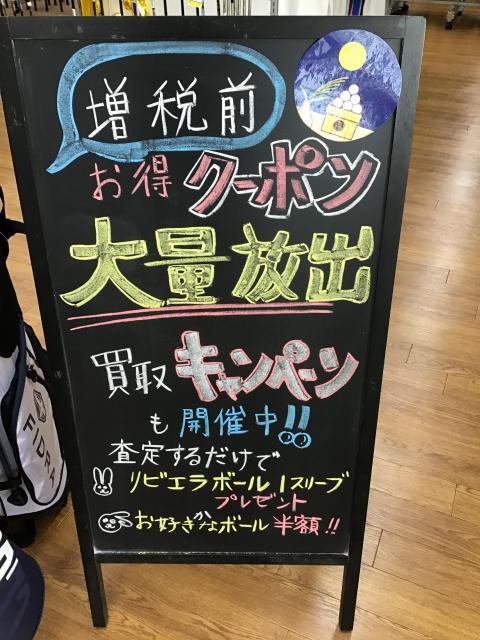 増税前
お得クーポン
大量放出
買取キャンペーン
も開催中!!
査定するだけで
リビエラボール1スリーブ
プレゼント
お好きなボール半額!!
FIDRA